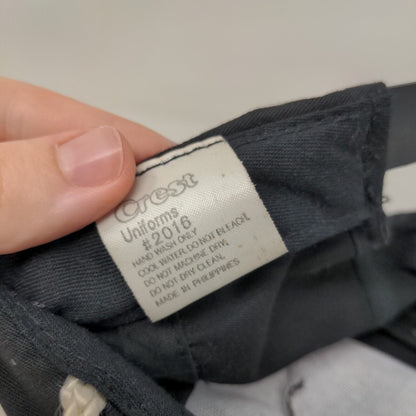 Crest
Uniforms
#2016
HAND WASH ONLY
COOL WATER, DO NOT BLEACH,
DO NOT MACHINE DRY,
DO NOT DRY CLEAN.
MADE IN PHILIPPINES